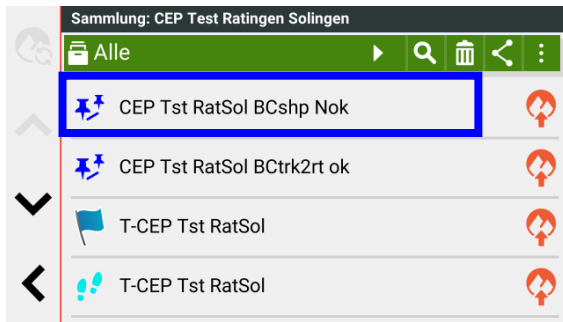 Sammlung: CEP Test Ratingen Solingen
Alle
CEP Tst RatSol BCshp Nok
CEP Tst RatSol BCtrk2rt ok
T-CEP Tst RatSol
T-CEP Tst RatSol